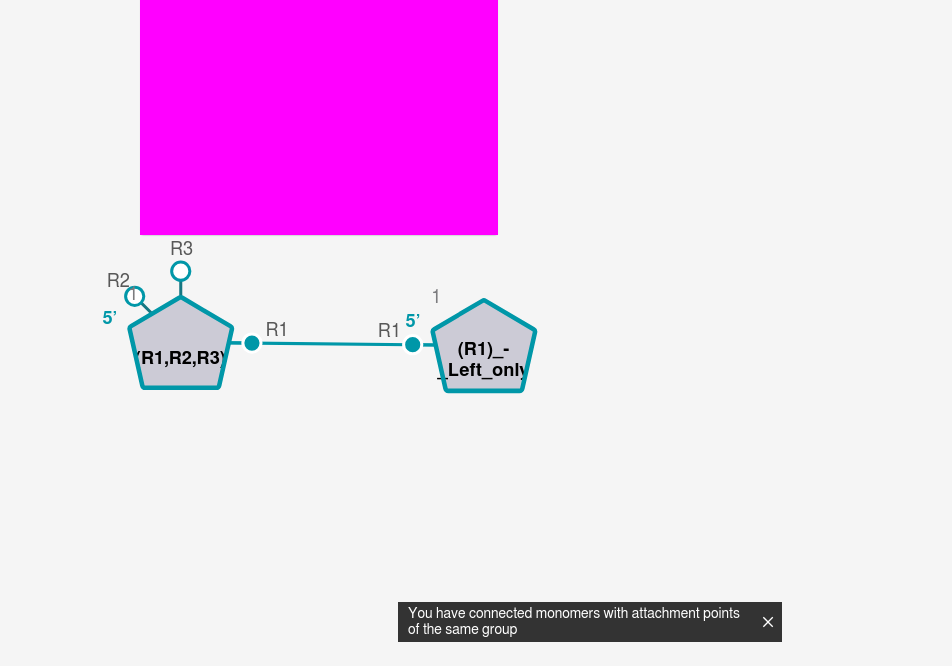 R3
R2
1
5’
R1
(R1,R2,R3)
1
5’
R1
(R1)_-
_Left_only
You have connected monomers with attachment points
of the same group